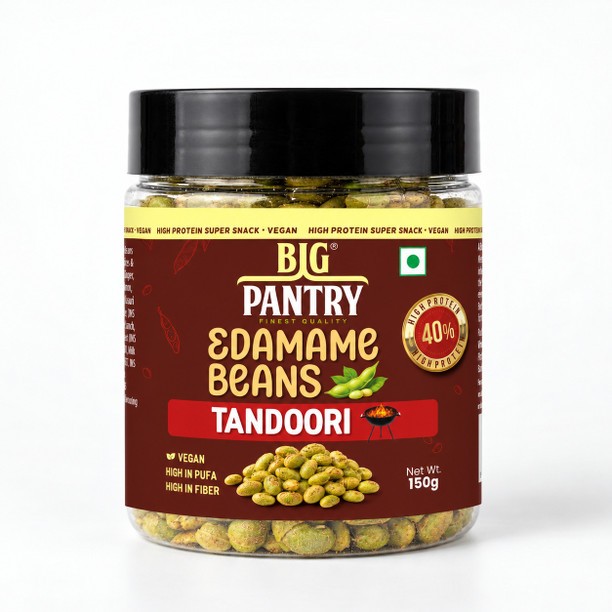 HIGH PROTEIN SUPER SNACK • VEGAN HIGH PROTEIN SUPER SNACK • VEGAN
BIG®
PANTRY
FINEST QUALITY
HIGH PROTEIN
40%
HIGH PROTEIN
EDAMAME
BEANS
TANDOORI
VEGAN
HIGH IN PUFA
HIGH IN FIBER
Net Wt.
150g